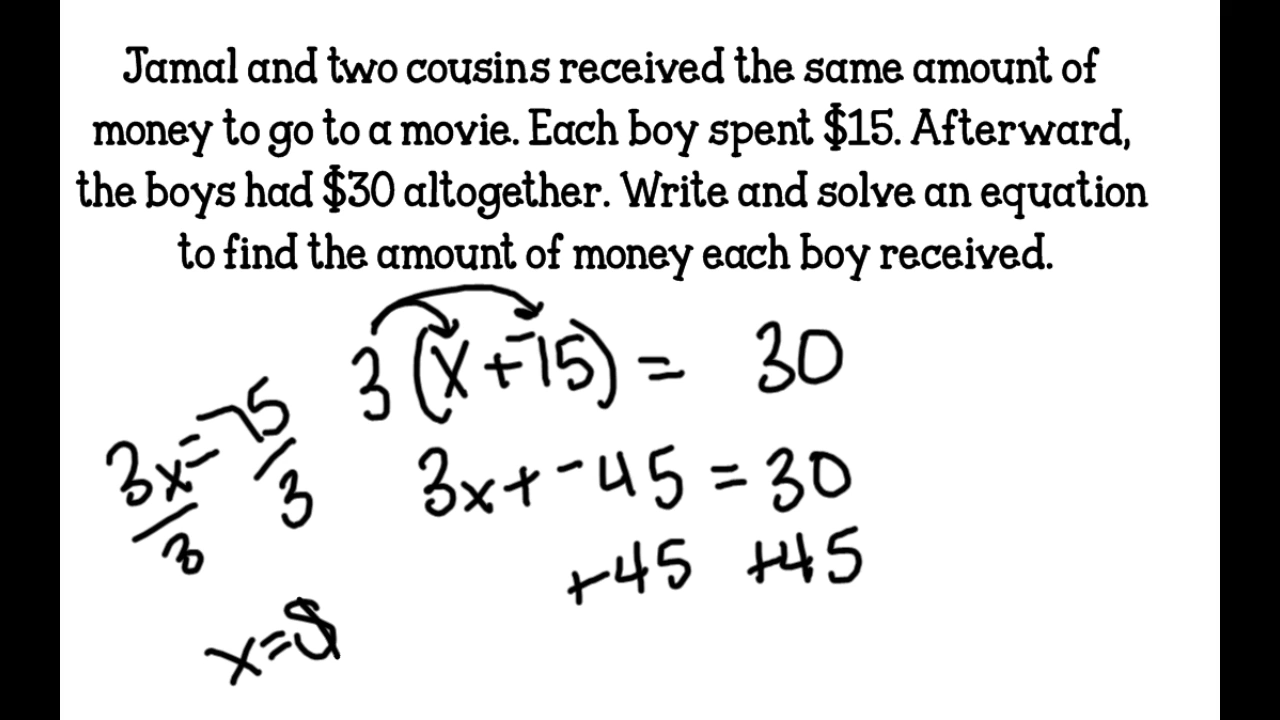 Jamal and two cousins received the same amount of
money to go to a movie. Each boy spent $15. Afterward,
the boys had $30 altogether. Write and solve an equation
to find the amount of money each boy received.
3(x+-15) = 30
3x+-45=30
+45 +45
3x=75
/3 /3
x=$